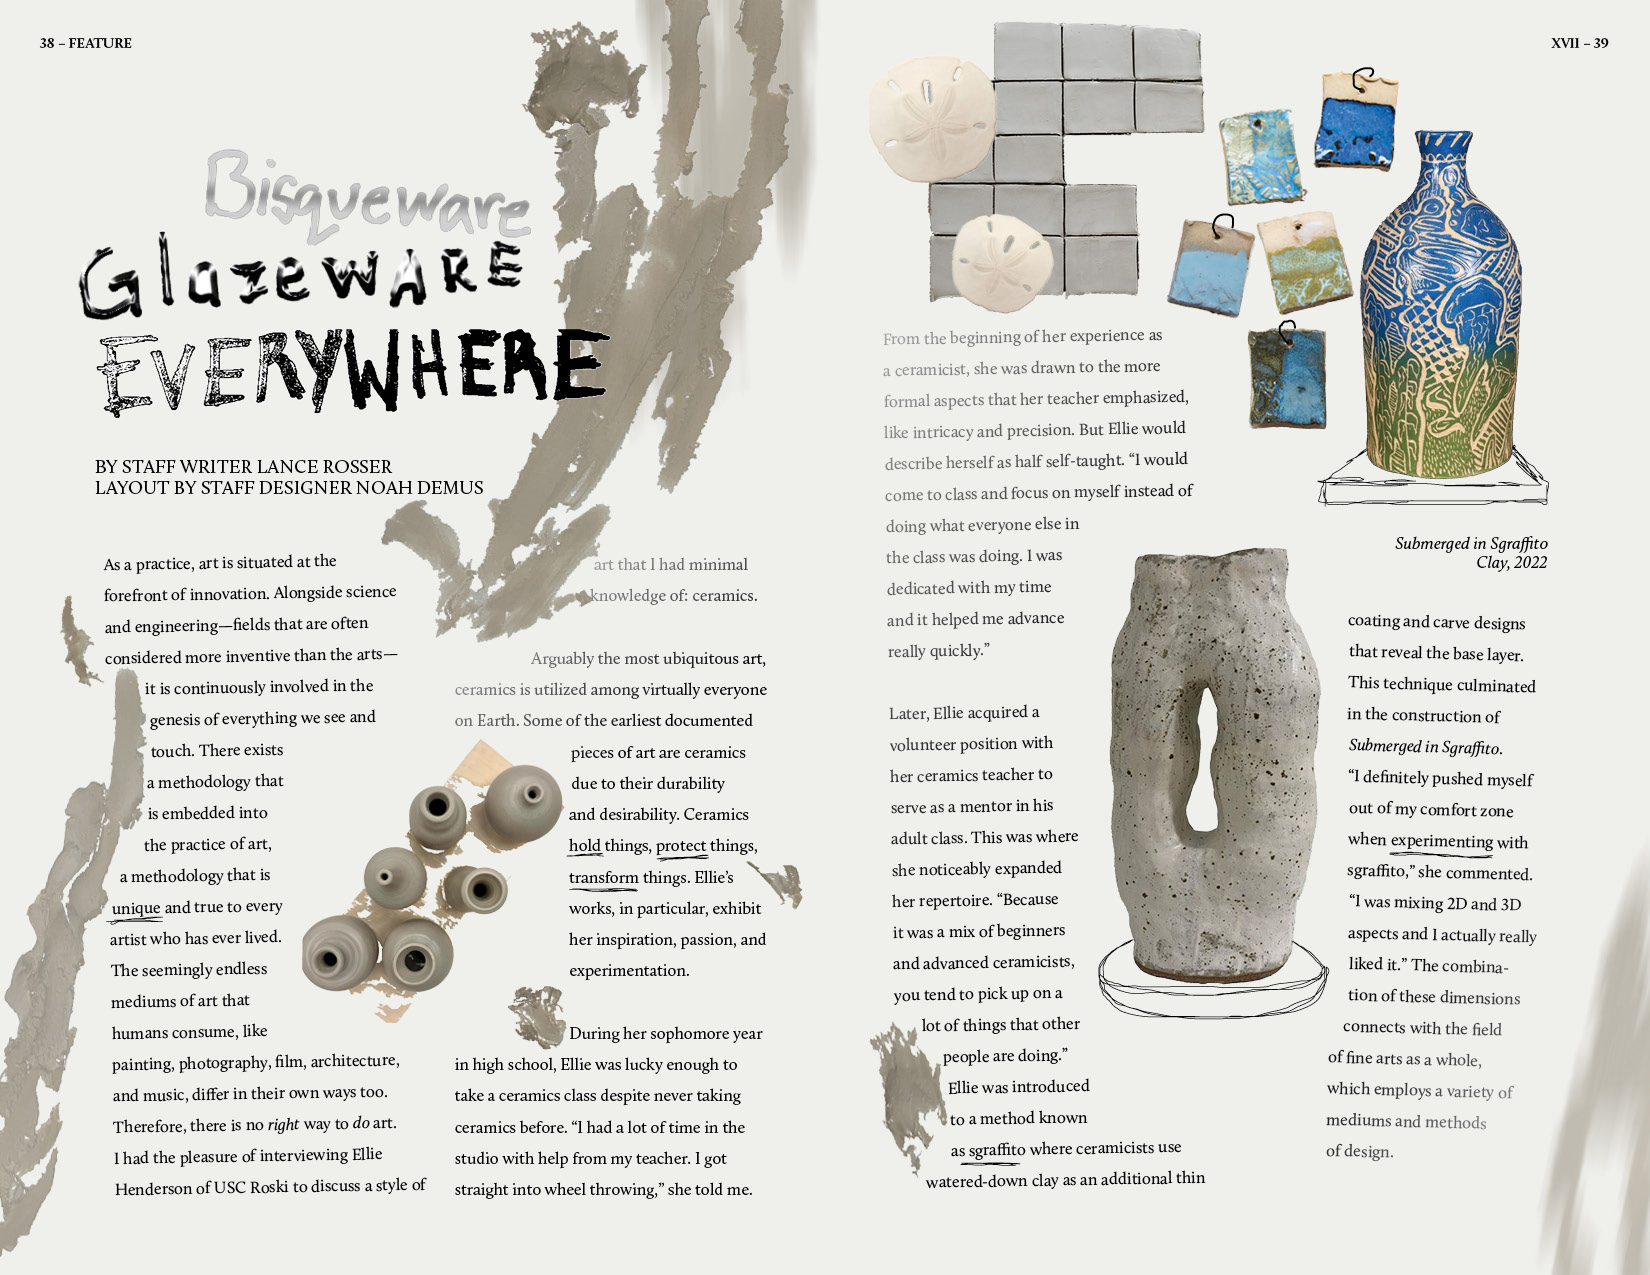 38 – FEATURE
Bisqueware
GlazeWARE
EVERYWHERE
BY STAFF WRITER LANCE ROSSER
LAYOUT BY STAFF DESIGNER NOAH DEMUS
As a practice, art is situated at the
forefront of innovation. Alongside science
and engineering—fields that are often
considered more inventive than the arts—
it is continuously involved in the
genesis of everything we see and
touch. There exists
a methodology that
is embedded into
the practice of art,
a methodology that is
unique and true to every
artist who has ever lived.
The seemingly endless
mediums of art that
humans consume, like
painting, photography, film, architecture,
and music, differ in their own ways too.
Therefore, there is no right way to do art.
I had the pleasure of interviewing Ellie
Henderson of USC Roski to discuss a style of
art that I had minimal
knowledge of: ceramics.
Arguably the most ubiquitous art,
ceramics is utilized among virtually everyone
on Earth. Some of the earliest documented
pieces of art are ceramics
due to their durability
and desirability. Ceramics
hold things, protect things,
transform things. Ellie’s
works, in particular, exhibit
her inspiration, passion, and
experimentation.
During her sophomore year
in high school, Ellie was lucky enough to
take a ceramics class despite never taking
ceramics before. “I had a lot of time in the
studio with help from my teacher. I got
straight into wheel throwing,” she told me.
XVII – 39
From the beginning of her experience as
a ceramicist, she was drawn to the more
formal aspects that her teacher emphasized,
like intricacy and precision. But Ellie would
describe herself as half self-taught. “I would
come to class and focus on myself instead of
doing what everyone else in
the class was doing. I was
dedicated with my time
and it helped me advance
really quickly.”
Later, Ellie acquired a
volunteer position with
her ceramics teacher to
serve as a mentor in his
adult class. This was where
she noticeably expanded
her repertoire. “Because
it was a mix of beginners
and advanced ceramicists,
you tend to pick up on a
lot of things that other
people are doing.”
Ellie was introduced
to a method known
as sgraffito where ceramicists use
watered-down clay as an additional thin
Submerged in Sgraffito
Clay, 2022
coating and carve designs
that reveal the base layer.
This technique culminated
in the construction of
Submerged in Sgraffito.
“I definitely pushed myself
out of my comfort zone
when experimenting with
sgraffito,” she commented.
“I was mixing 2D and 3D
aspects and I actually really
liked it.” The combina-
tion of these dimensions
connects with the field
of fine arts as a whole,
which employs a variety of
mediums and methods
of design.